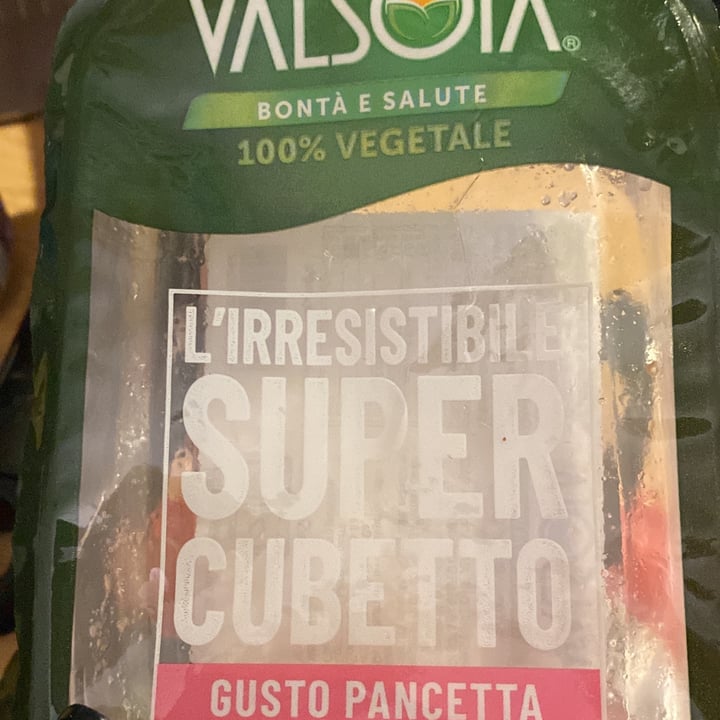 VALSOIA®
BONTÀ E SALUTE
100% VEGETALE
L'IRRESISTIBILE
SUPER
CUBETTO
GUSTO PANCETTA